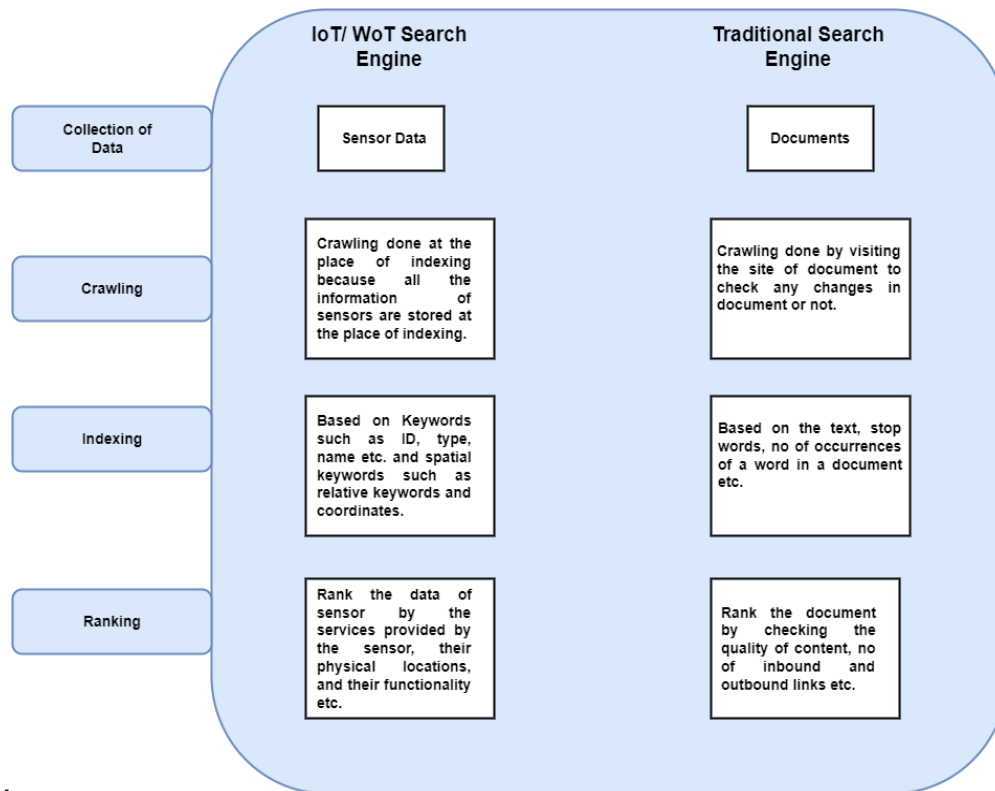 IoT/ WoT Search
Engine
Traditional Search
Engine
Collection of
Data
Sensor Data
Documents
Crawling
Crawling done at the
place of indexing
because all the
information of
sensors are stored at
the place of indexing.
Crawling done by visiting
the site of document to
check any changes in
document or not.
Indexing
Based on Keywords
such as ID, type,
name etc. and spatial
keywords such as
relative keywords and
coordinates.
Based on the text, stop
words, no of occurrences
of a word in a document
etc.
Ranking
Rank the data of
sensor by the
services provided by
the sensor, their
physical locations,
and their functionality
etc.
Rank the document
by checking the
quality of content, no
of inbound and
outbound links etc.